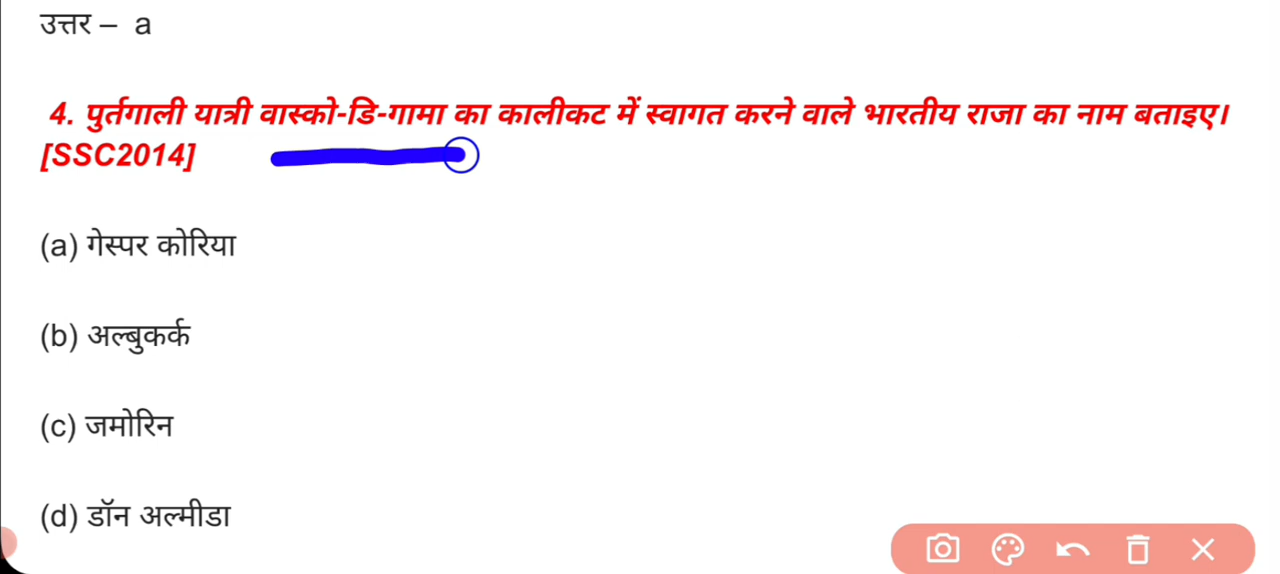 उत्तर – a
4. पुर्तगाली यात्री वास्को-डि-गामा का कालीकट में स्वागत करने वाले भारतीय राजा का नाम बताइए।
[SSC2014]
(a) गेस्पर कोरिया
(b) अल्बुकर्क
(c) जमोरिन
(d) डॉन अल्मीडा